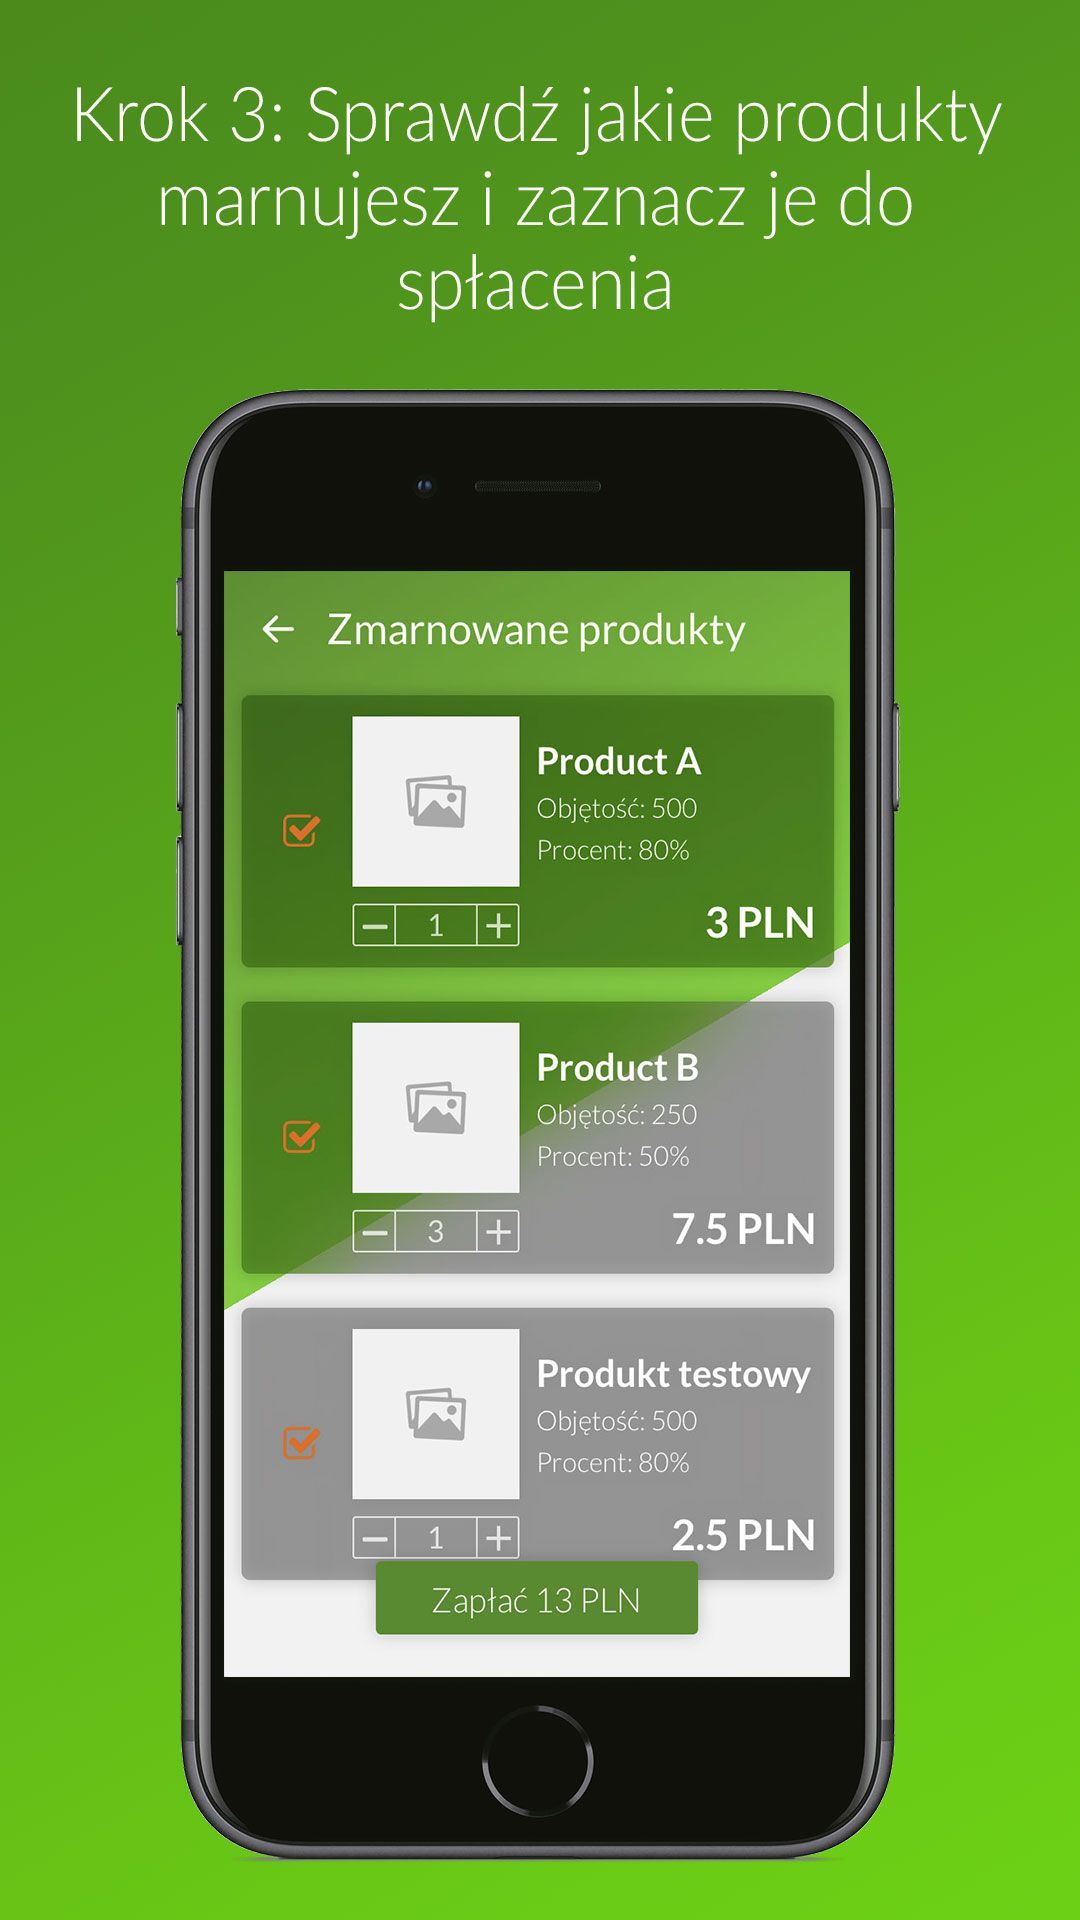 Krok 3: Sprawdź jakie produkty
marnujesz i zaznacz je do
spłacenia
Zmarnowane produkty
Product A
Objętość: 500
Procent: 80%
1
3 PLN
Product B
Objętość: 250
Procent: 50%
3
7.5 PLN
Produkt testowy
Objętość: 500
Procent: 80%
1
2.5 PLN
Zapłać 13 PLN